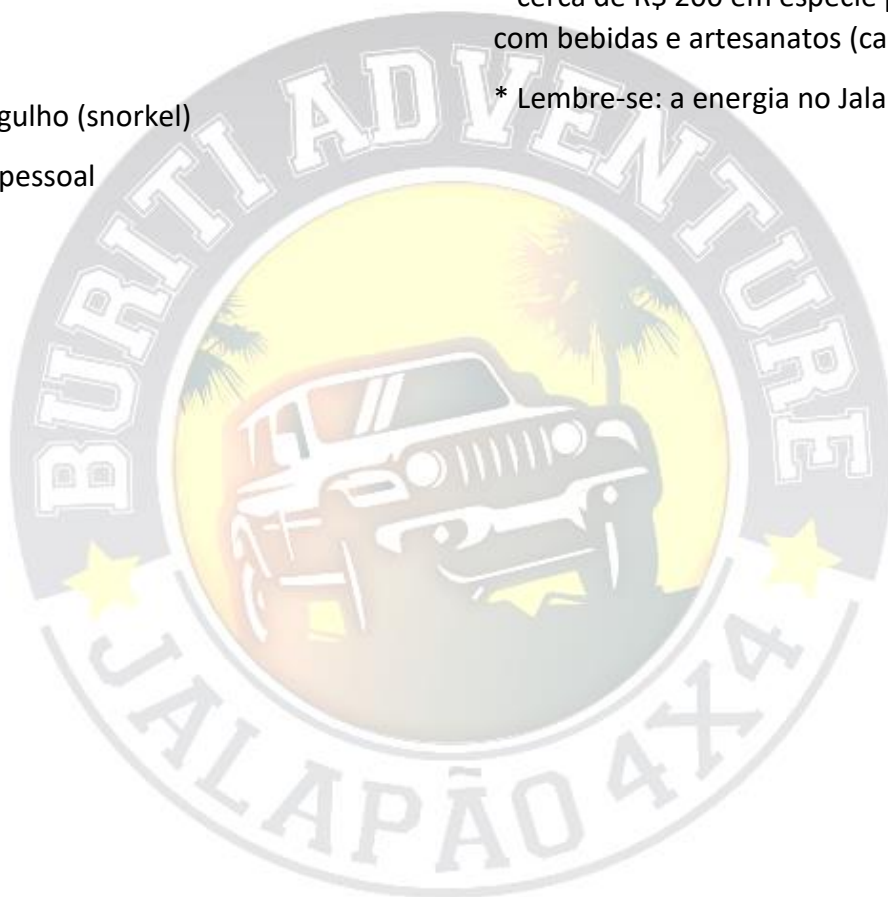 gulho (snorkel)
pessoal
cerca de R$ em espécie p
com bebidas e artesanatos (ca
* Lembre-se: a energia no Jala
BURITI ADVENTURE
JALAPÃO 4X4